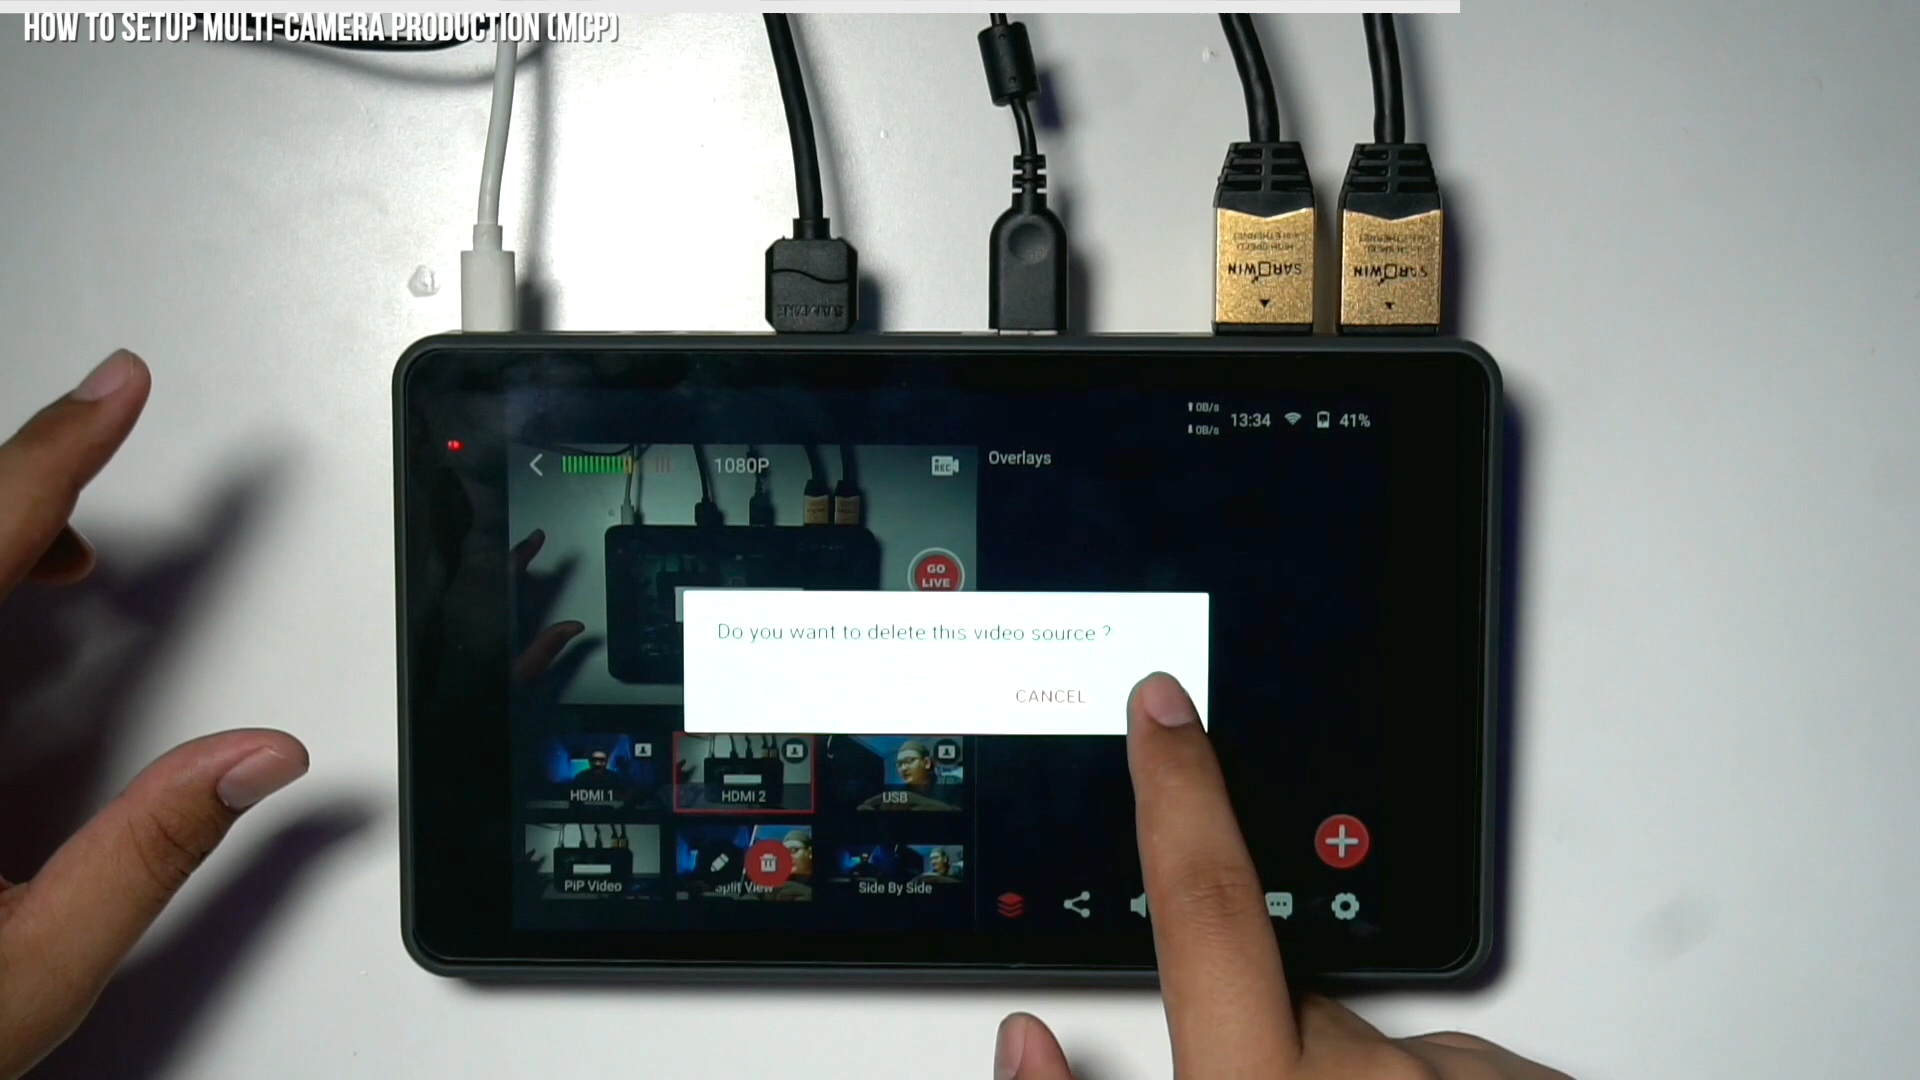 HOW TO SETUP MULTI-CAMERA PRODUCTION (MCP)
SAROWIN
SAROWIN
0B/s
0B/s
13:34
41%
1080P
REC
Overlays
GO
LIVE
Do you want to delete this video source ?
CANCEL
HDMI 1
HDMI 2
USB
PiP Video
Split View
Side By Side